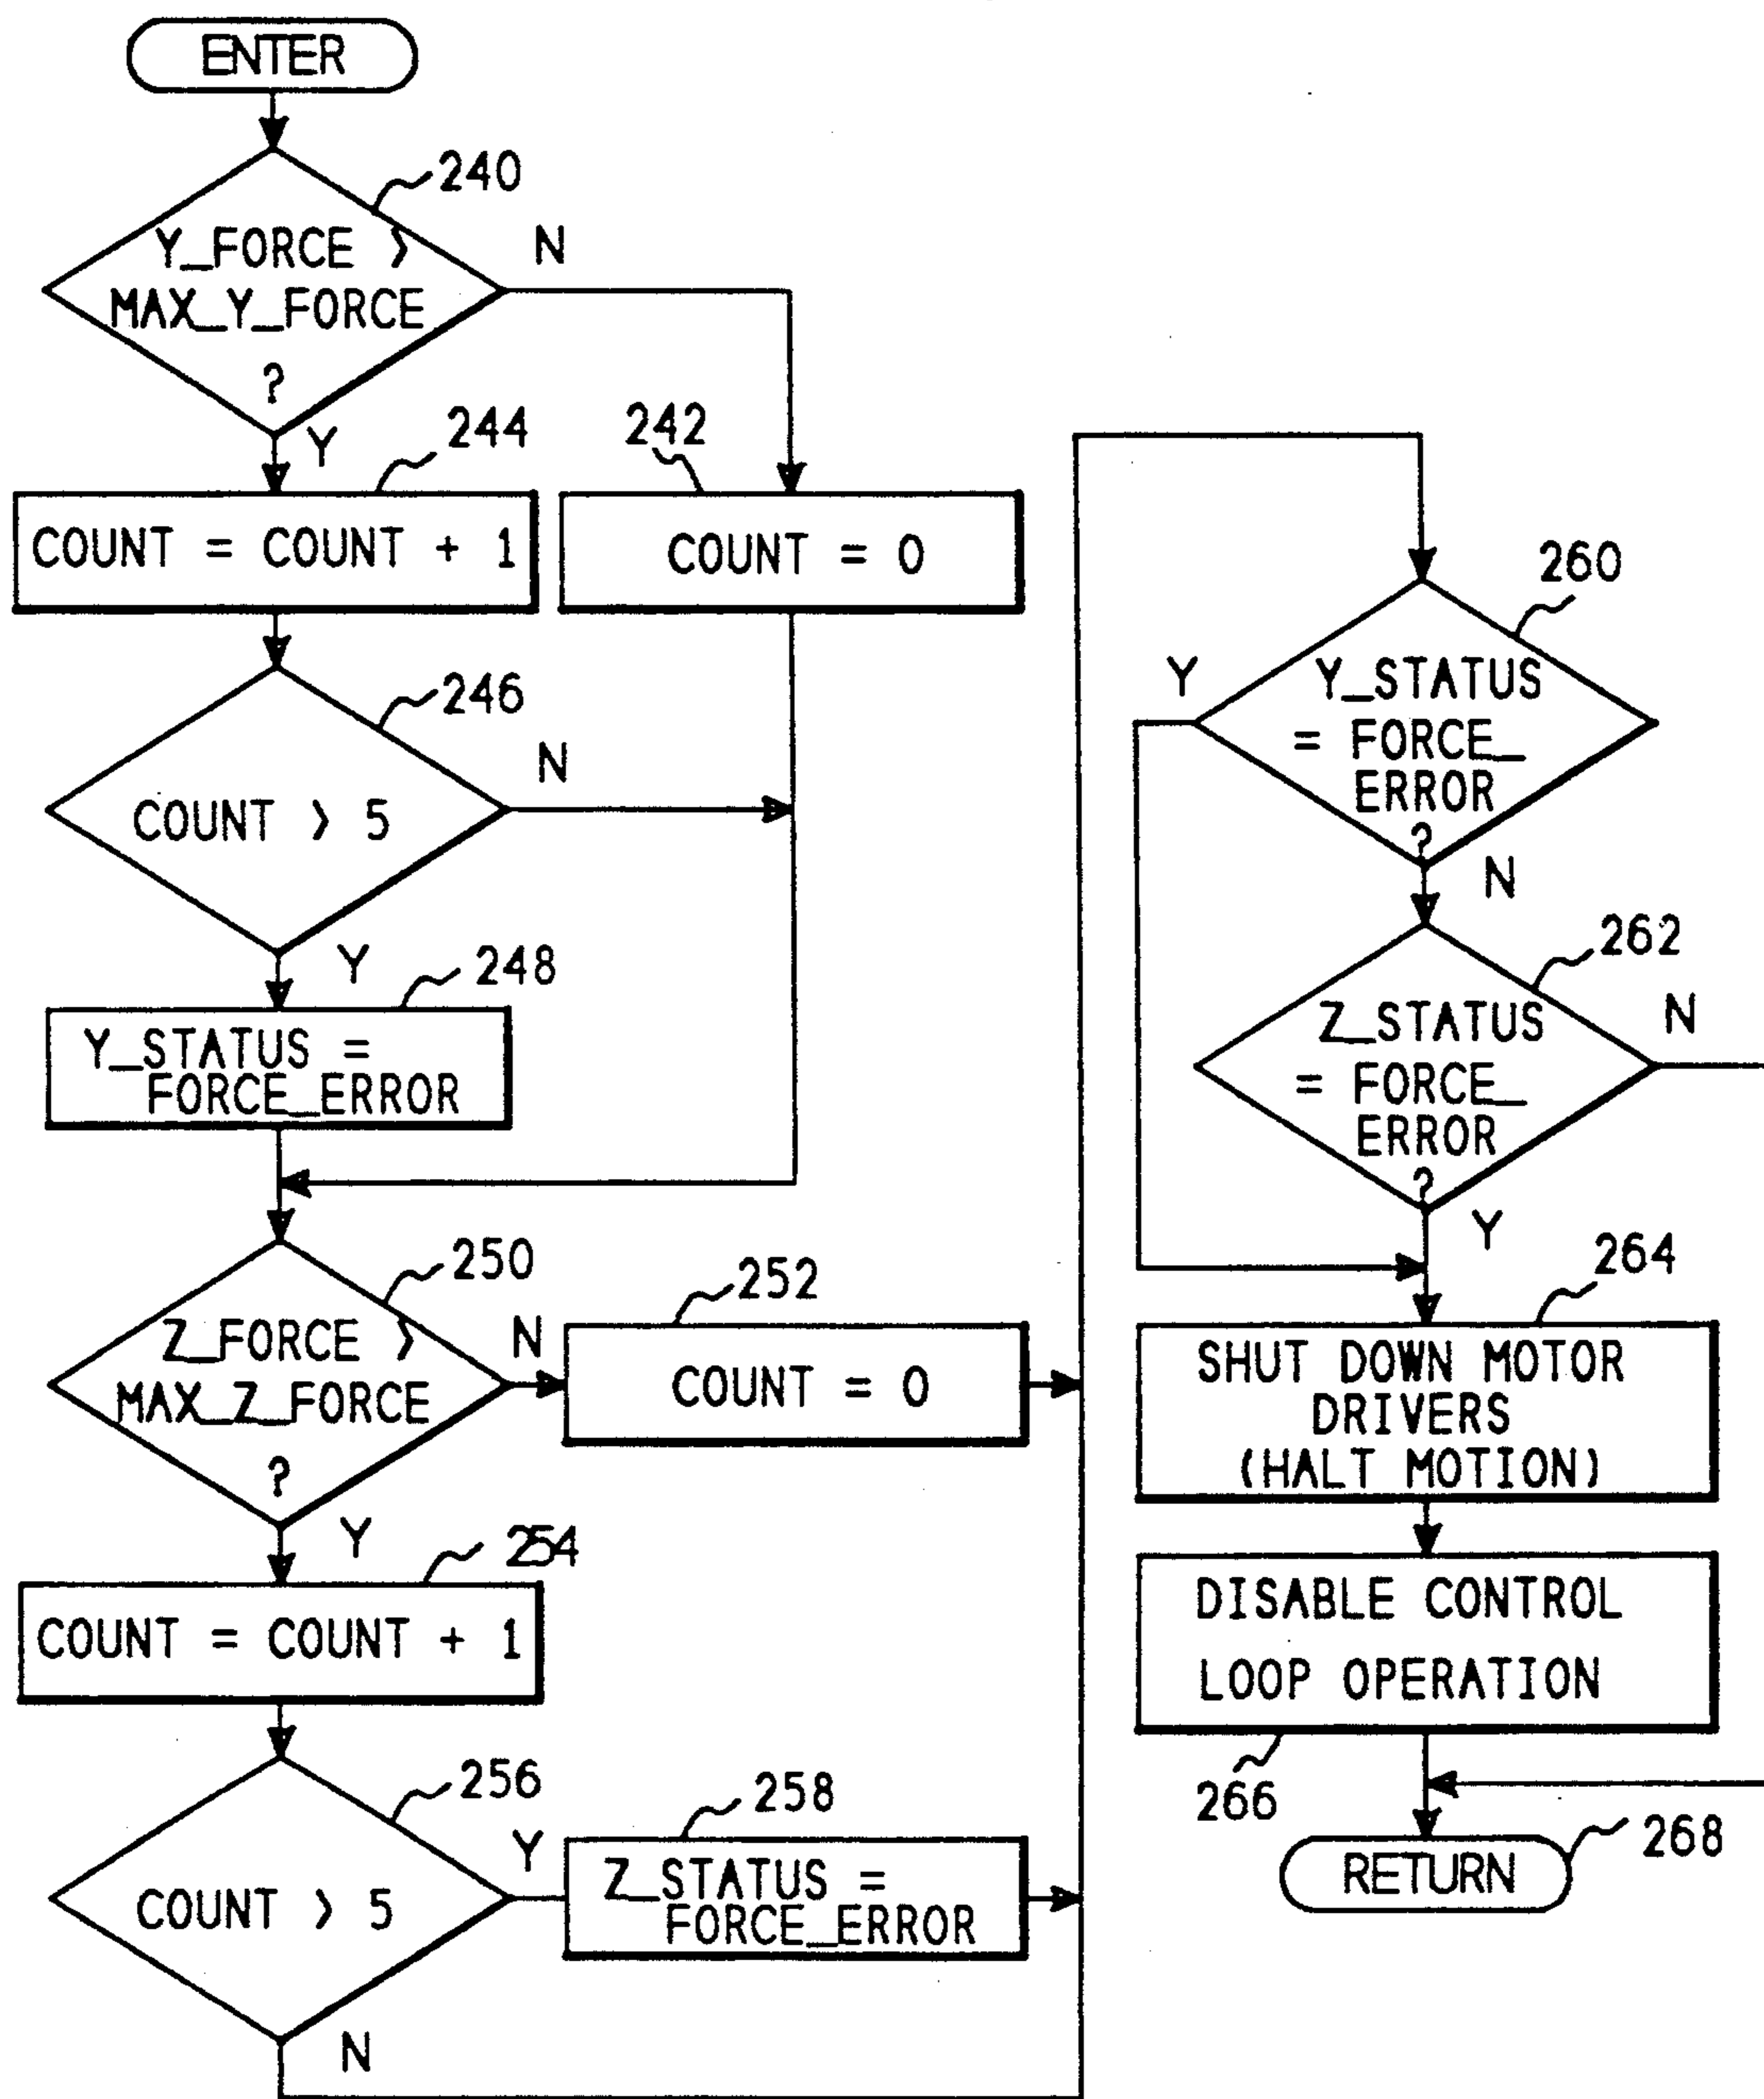 ENTER
240
Y_FORCE >
MAX_Y_FORCE
?
N
Y
244
COUNT = COUNT + 1
242
COUNT = 0
246
COUNT > 5
N
Y
248
Y_STATUS =
FORCE_ERROR
250
Z_FORCE >
MAX_Z_FORCE
?
N
252
COUNT = 0
Y
254
COUNT = COUNT + 1
256
COUNT > 5
Y
258
Z_STATUS =
FORCE_ERROR
N
260
Y
Y_STATUS
= FORCE_
ERROR
?
N
262
Z_STATUS
= FORCE_
ERROR
?
N
Y
264
SHUT DOWN MOTOR
DRIVERS
(HALT MOTION)
DISABLE CONTROL
LOOP OPERATION
266
268
RETURN